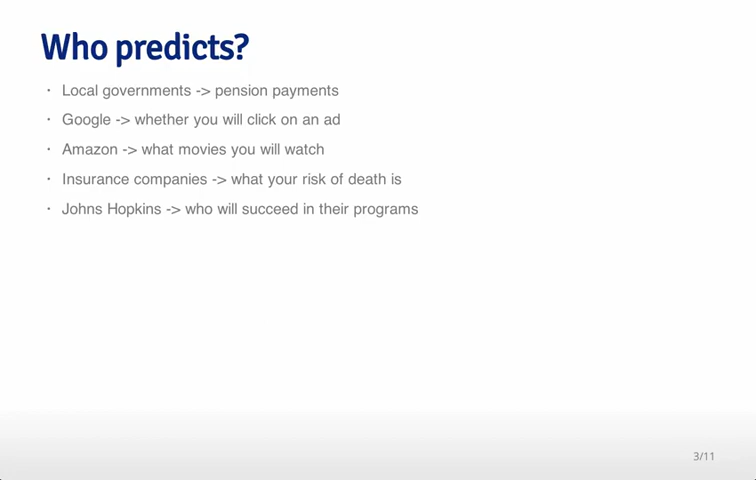 Who predicts?
· Local governments -> pension payments
· Google -> whether you will click on an ad
· Amazon -> what movies you will watch
· Insurance companies -> what your risk of death is
· Johns Hopkins -> who will succeed in their programs
3/11